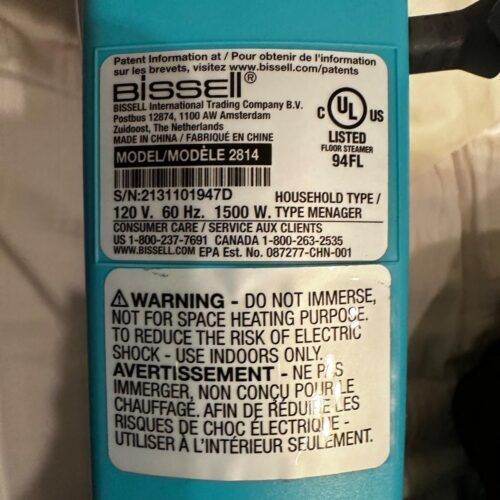 Patent Information at / Pour obtenir de l'information
sur les brevets, visitez www.bissell.com/patents
BISSELL®
BISSELL International Trading Company B.V.
Postbus 12874, 1100 AW Amsterdam
Zuidoost, The Netherlands
MADE IN CHINA / FABRIQUÉ EN CHINE
MODEL/MODÈLE 2814
C UL US
®
LISTED
FLOOR STEAMER
94FL
S/N:2131101947D
HOUSEHOLD TYPE /
120 V. 60 Hz. 1500 W. TYPE MENAGER
CONSUMER CARE / SERVICE AUX CLIENTS
US 1-800-237-7691 CANADA 1-800-263-2535
WWW.BISSELL.COM EPA Est. No. 087277-CHN-001
⚠WARNING - DO NOT IMMERSE,
NOT FOR SPACE HEATING PURPOSE.
TO REDUCE THE RISK OF ELECTRIC
SHOCK - USE INDOORS ONLY.
AVERTISSEMENT - NE PAS
IMMERGER, NON CONÇU POUR LE
CHAUFFAGE. AFIN DE RÉDUIRE LES
RISQUES DE CHOC ÉLECTRIQUE -
UTILISER À L'INTÉRIEUR SEULEMENT.